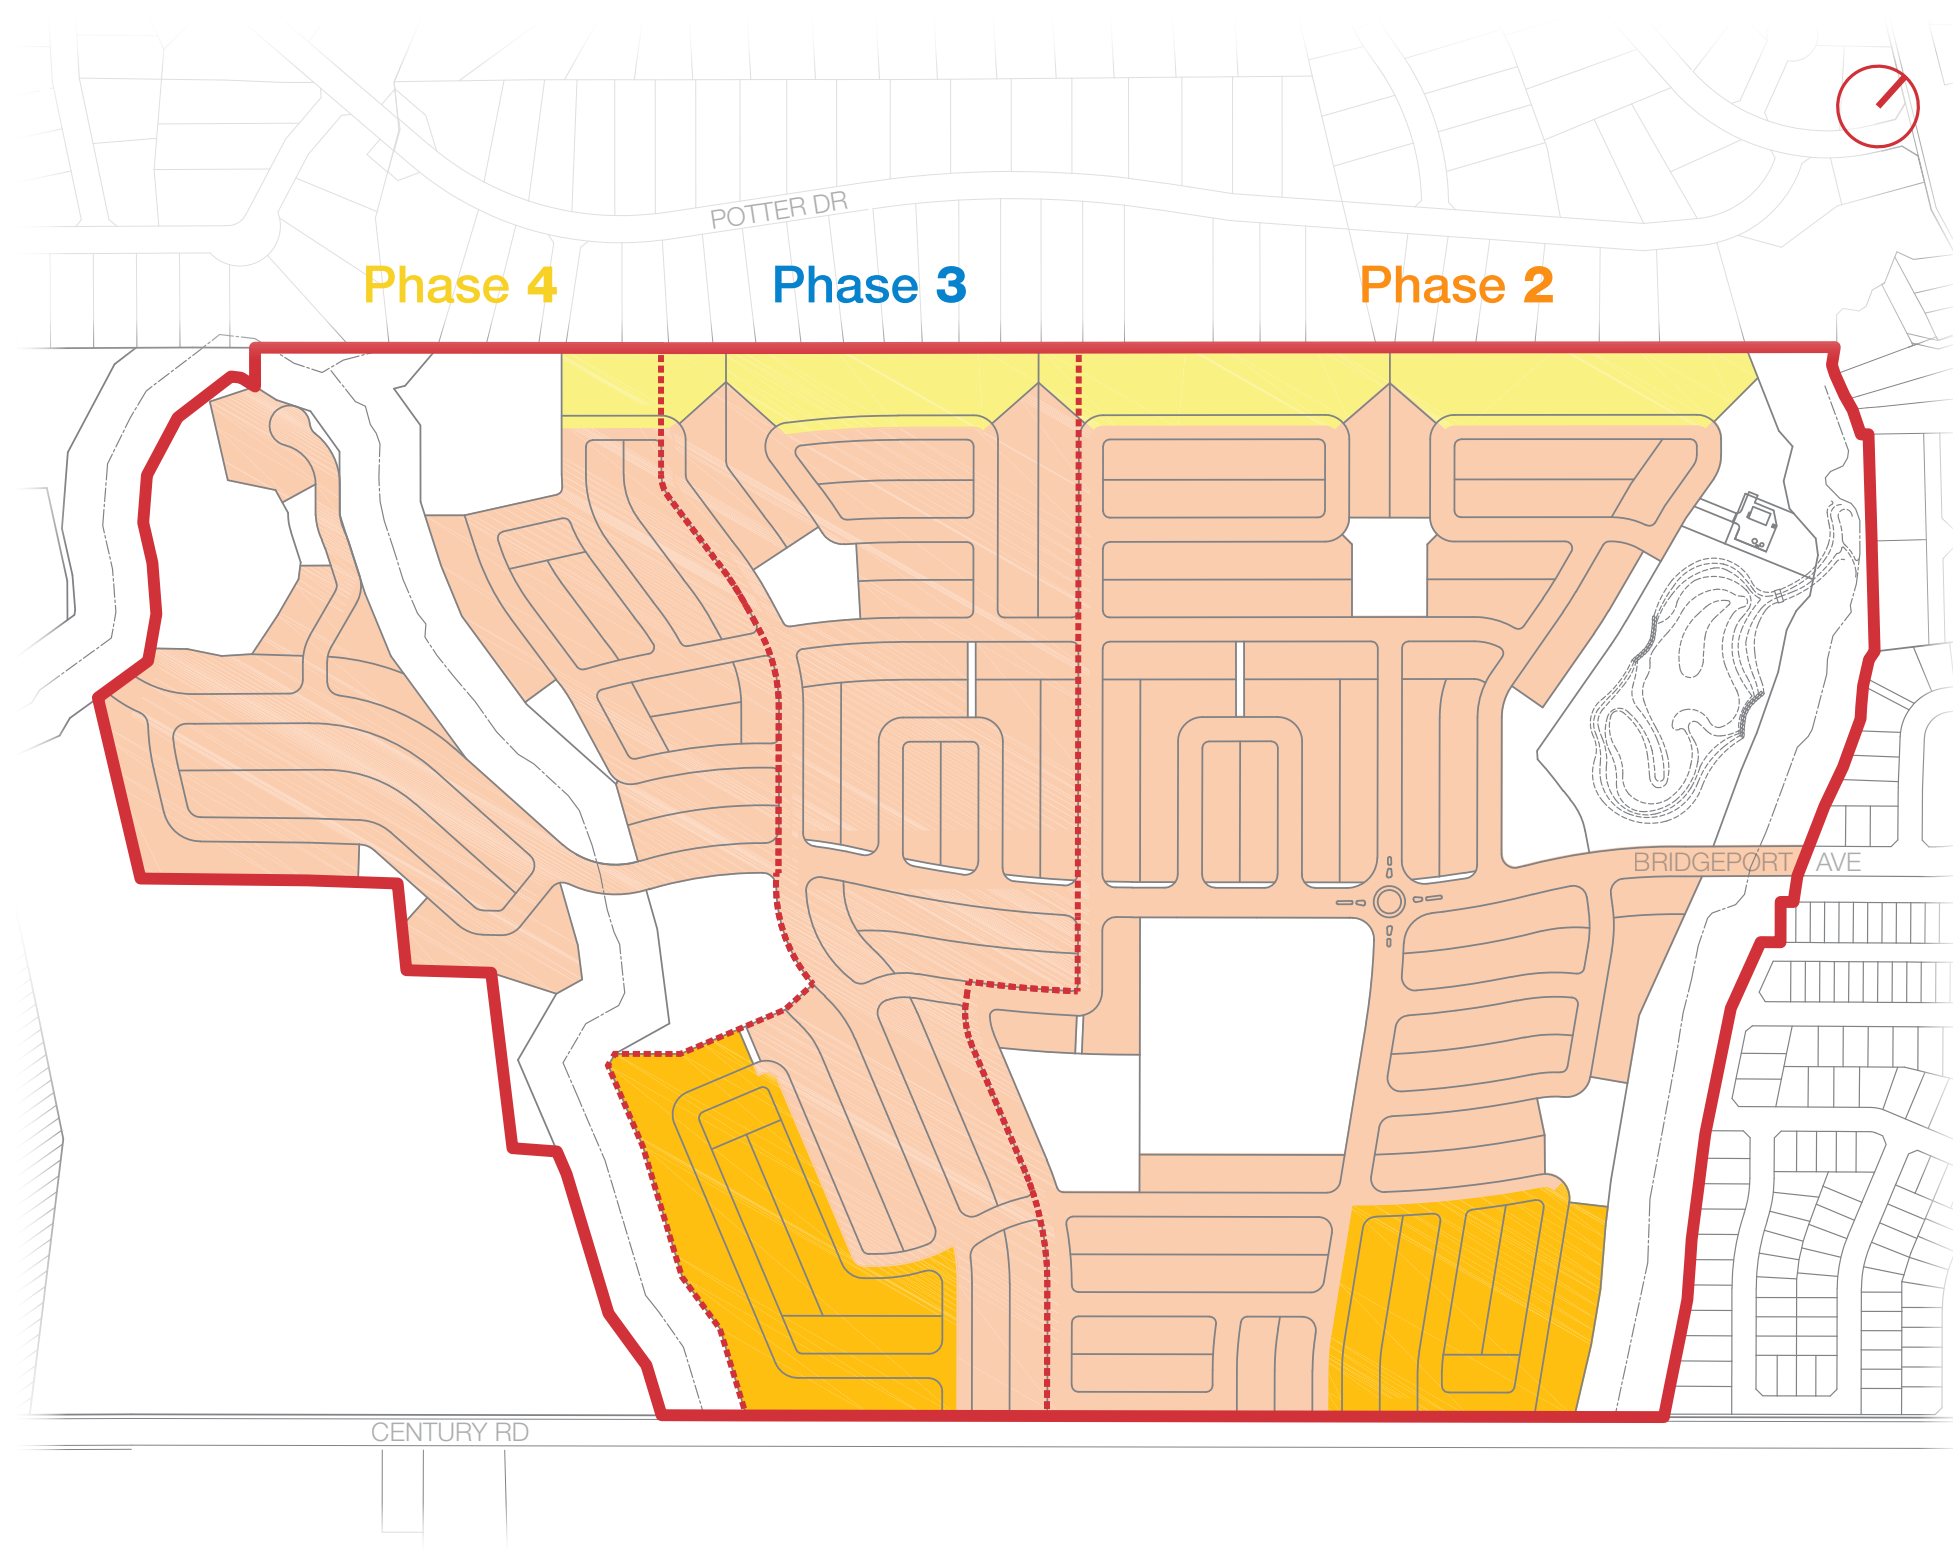 POTTER DR
Phase 4
Phase 3
Phase 2
BRIDGEPORT AVE
CENTURY RD